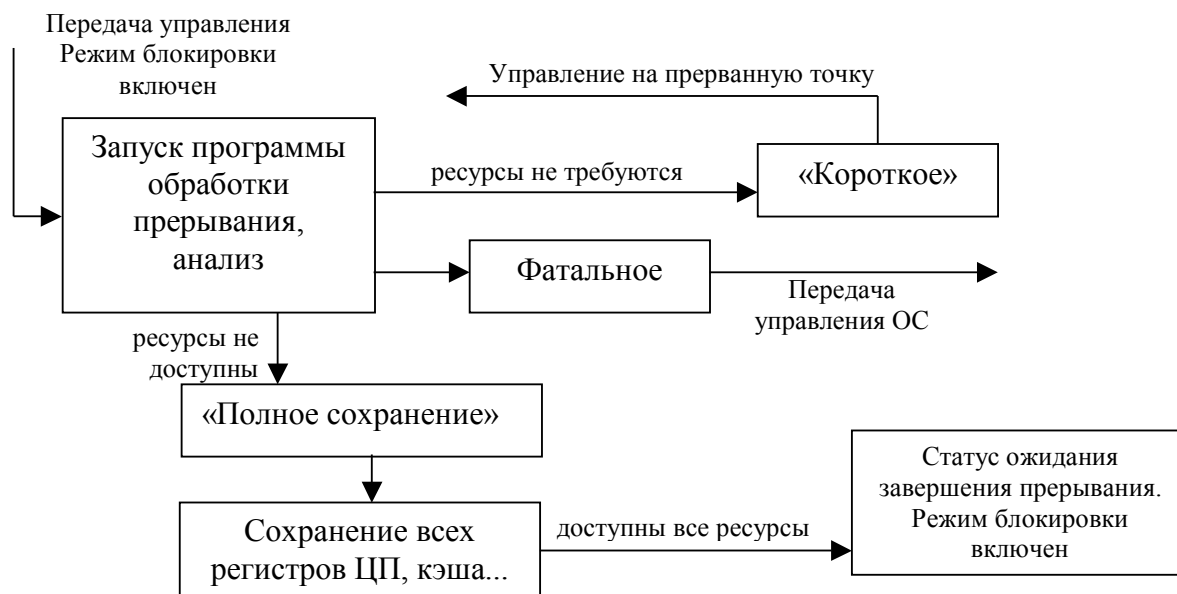 Передача управления
Режим блокировки
включен
Управление на прерванную точку
Запуск программы
обработки
прерывания,
анализ
ресурсы не требуются
«Короткое»
Фатальное
Передача
управления ОС
ресурсы не
доступны
«Полное сохранение»
Сохранение всех
регистров ЦП, кэша...
доступны все ресурсы
Статус ожидания
завершения прерывания.
Режим блокировки
включен